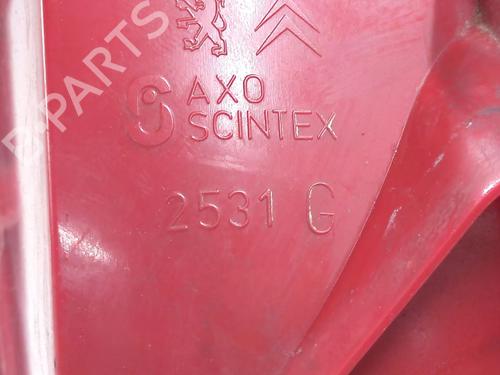 AXO
SCINTEX
2531 G
B-PARTS